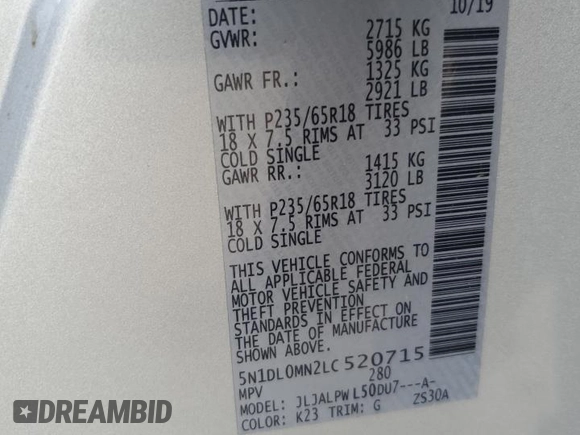 DATE: 10/19
GVWR: 2715 KG
5986 LB
GAWR FR.: 1325 KG
2921 LB
WITH P235/65R18 TIRES
18 X 7.5 RIMS AT 33 PSI
COLD SINGLE
GAWR RR.: 1415 KG
3120 LB
WITH P235/65R18 TIRES
18 X 7.5 RIMS AT 33 PSI
COLD SINGLE
THIS VEHICLE CONFORMS TO
ALL APPLICABLE FEDERAL
MOTOR VEHICLE SAFETY AND
THEFT PREVENTION
STANDARDS IN EFFECT ON
THE DATE OF MANUFACTURE
SHOWN ABOVE.
5N1DL0MN2LC520715
MPV 280
MODEL: JLJALPWL50DU7---A-
COLOR: K23 TRIM: G ZS30A
RideHistory